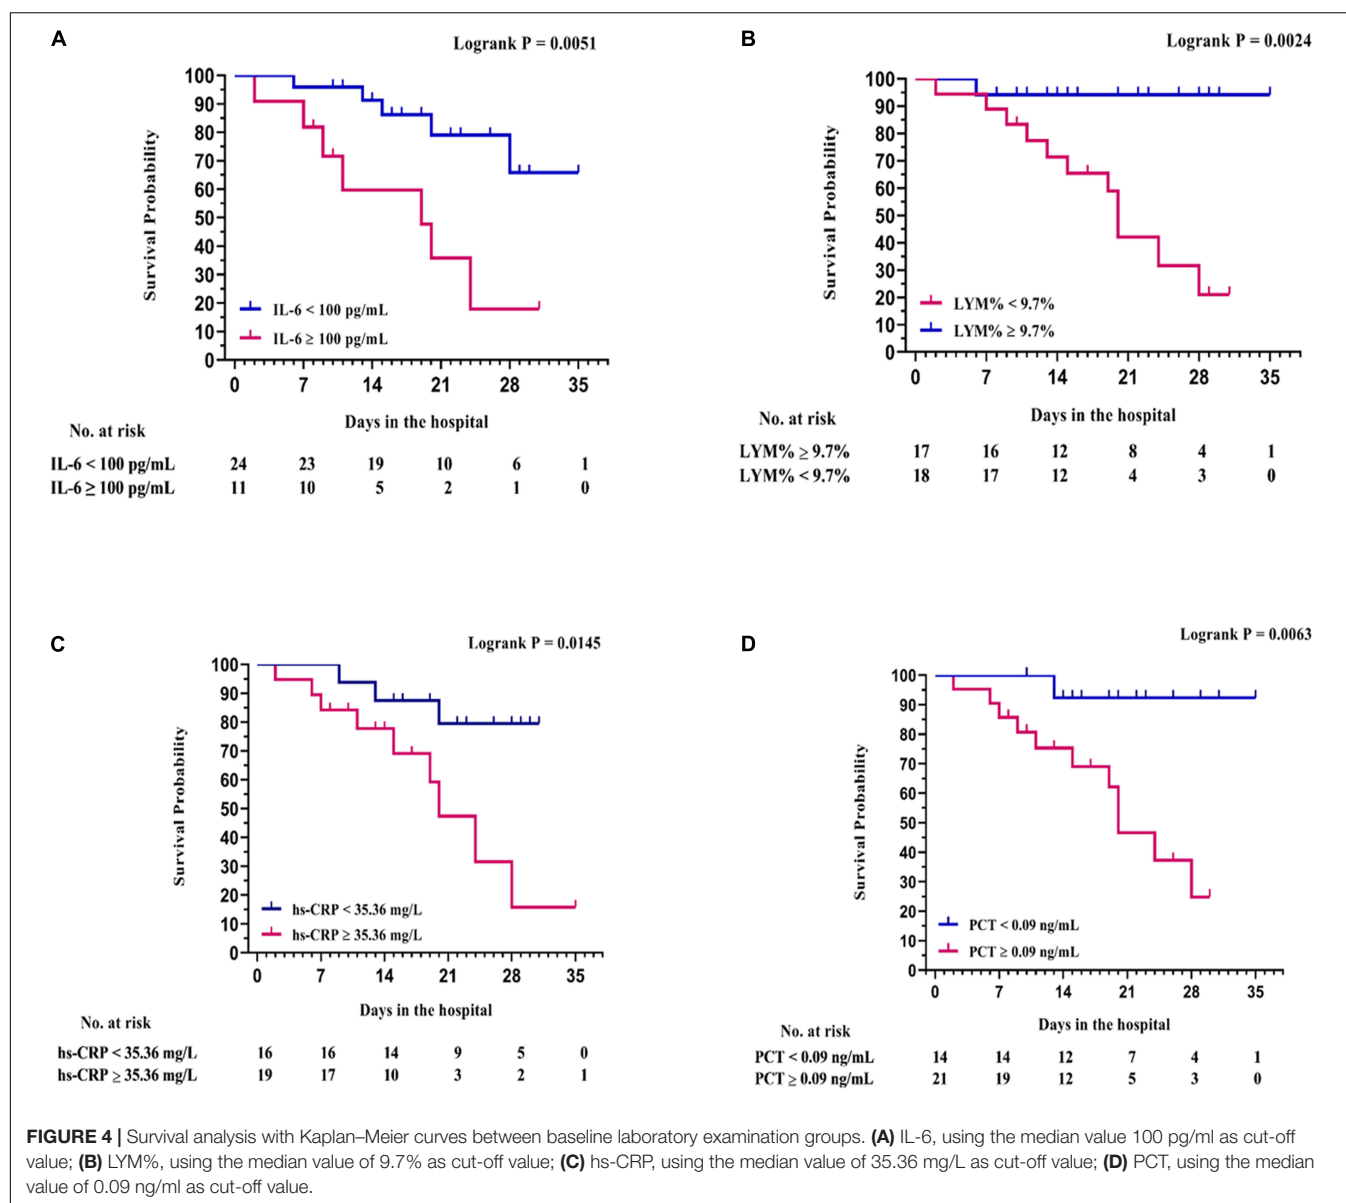 A
Logrank P = 0.0051
100
90
80
70
60
50
40
30
20
10
0
Survival Probability
IL-6 < 100 pg/mL
IL-6 ≥ 100 pg/mL
0 7 14 21 28 35
Days in the hospital
No. at risk
IL-6 < 100 pg/mL 24 23 19 10 6 1
IL-6 ≥ 100 pg/mL 11 10 5 2 1 0
B
Logrank P = 0.0024
100
90
80
70
60
50
40
30
20
10
0
Survival Probability
LYM% < 9.7%
LYM% ≥ 9.7%
0 7 14 21 28 35
Days in the hospital
No. at risk
LYM% ≥ 9.7% 17 16 12 8 4 1
LYM% < 9.7% 18 17 12 4 3 0
C
Logrank P = 0.0145
100
90
80
70
60
50
40
30
20
10
0
Survival Probability
hs-CRP < 35.36 mg/L
hs-CRP ≥ 35.36 mg/L
0 7 14 21 28 35
Days in the hospital
No. at risk
hs-CRP < 35.36 mg/L 16 16 14 9 5 0
hs-CRP ≥ 35.36 mg/L 19 17 10 3 2 1
D
Logrank P = 0.0063
100
90
80
70
60
50
40
30
20
10
0
Survival Probability
PCT < 0.09 ng/mL
PCT ≥ 0.09 ng/mL
0 7 14 21 28 35
Days in the hospital
No. at risk
PCT < 0.09 ng/mL 14 14 12 7 4 1
PCT ≥ 0.09 ng/mL 21 19 12 5 3 0
FIGURE 4 | Survival analysis with Kaplan–Meier curves between baseline laboratory examination groups. (A) IL-6, using the median value 100 pg/ml as cut-off
value; (B) LYM%, using the median value of 9.7% as cut-off value; (C) hs-CRP, using the median value of 35.36 mg/L as cut-off value; (D) PCT, using the median
value of 0.09 ng/ml as cut-off value.